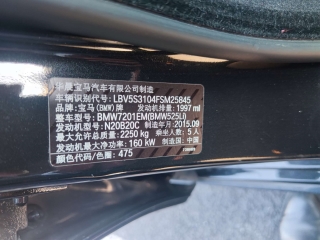 华晨宝马汽车有限公司制造
车辆识别代号: LBV5S3104FSM25845
品牌: 宝马(BMW)牌 发动机排量: 1997 ml
整车型号: BMW7201EM(BMW525Li)
发动机型号: N20B20C 制造年月: 2015.09
最大允许总质量: 2250 kg 乘坐人数: 5 人
发动机最大净功率: 160 kW 制造国: 中国
颜色代码/色卷: 475